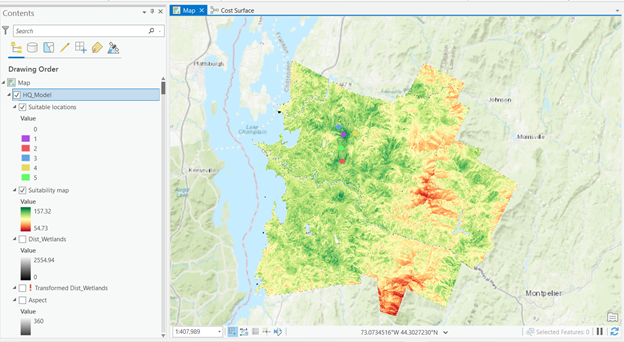 Contents
Search
Drawing Order
Map
HQ_Model
Suitable locations
Value
0
1
2
3
4
5
Suitability map
Value
157.32
54.73
Dist_Wetlands
Value
2554.94
0
! Transformed Dist_Wetlands
Aspect
Value
360
Map
Cost Surface
Plattsburgh
Lake
Champlain
Johnson
Morrisville
Montpelier
1:407,989
73.0734516°W 44.3027230°N
Selected Features: 0